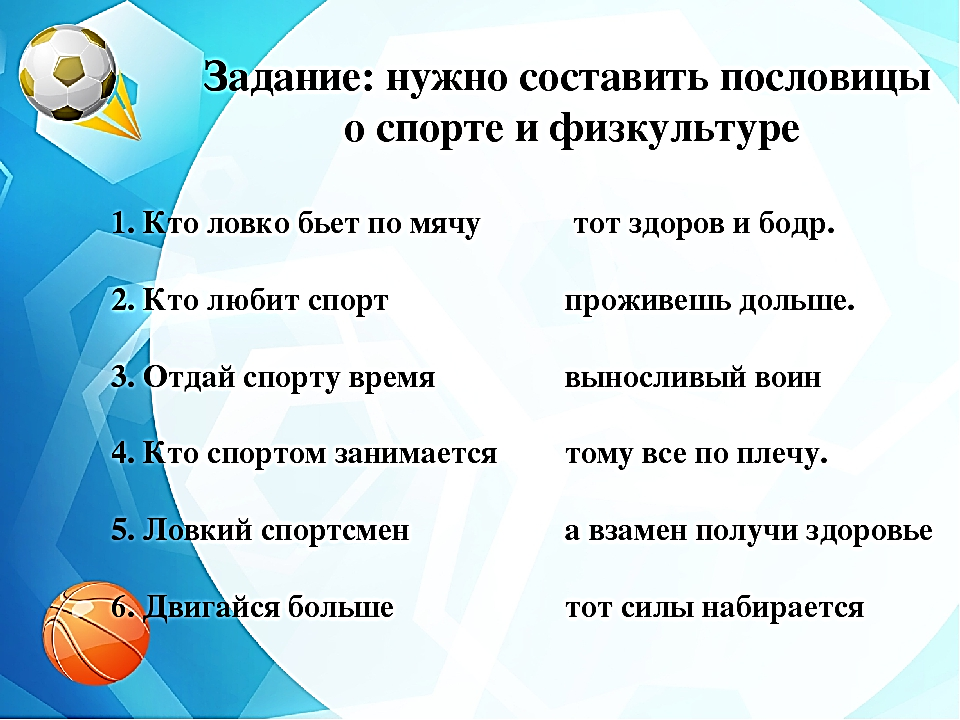 Задание: нужно составить пословицы
о спорте и физкультуре
1. Кто ловко бьет по мячу тот здоров и бодр.
2. Кто любит спорт проживешь дольше.
3. Отдай спорту время выносливый воин
4. Кто спортом занимается тому все по плечу.
5. Ловкий спортсмен а взамен получи здоровье
6. Двигайся больше тот силы набирается